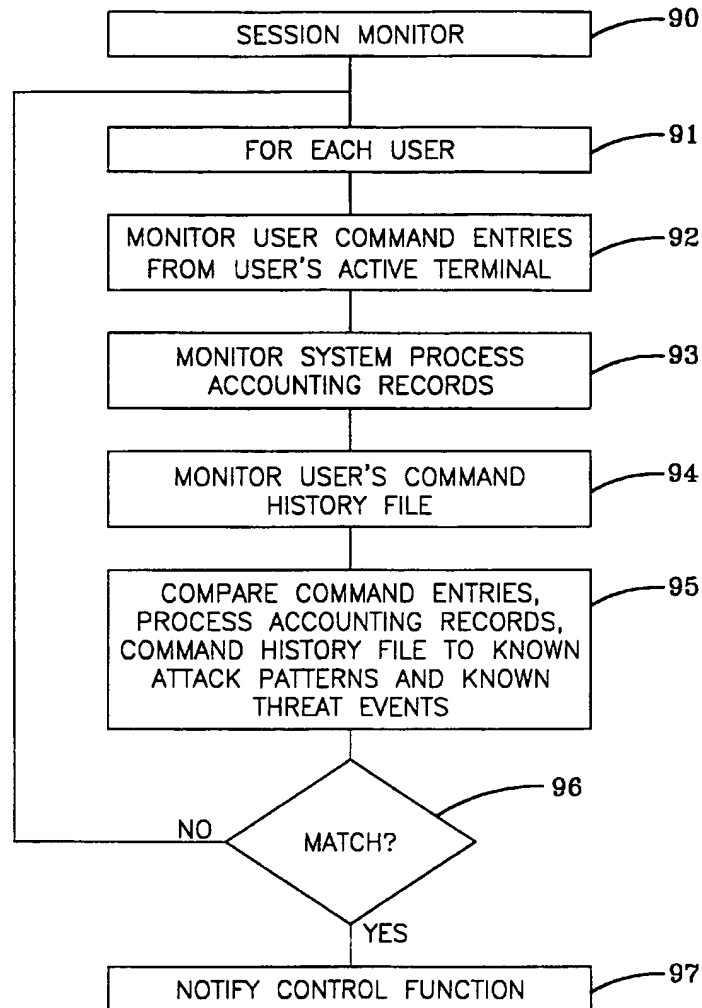 SESSION MONITOR
90
FOR EACH USER
91
MONITOR USER COMMAND ENTRIES
FROM USER'S ACTIVE TERMINAL
92
MONITOR SYSTEM PROCESS
ACCOUNTING RECORDS
93
MONITOR USER'S COMMAND
HISTORY FILE
94
COMPARE COMMAND ENTRIES,
PROCESS ACCOUNTING RECORDS,
COMMAND HISTORY FILE TO KNOWN
ATTACK PATTERNS AND KNOWN
THREAT EVENTS
95
96
NO
MATCH?
YES
NOTIFY CONTROL FUNCTION
97